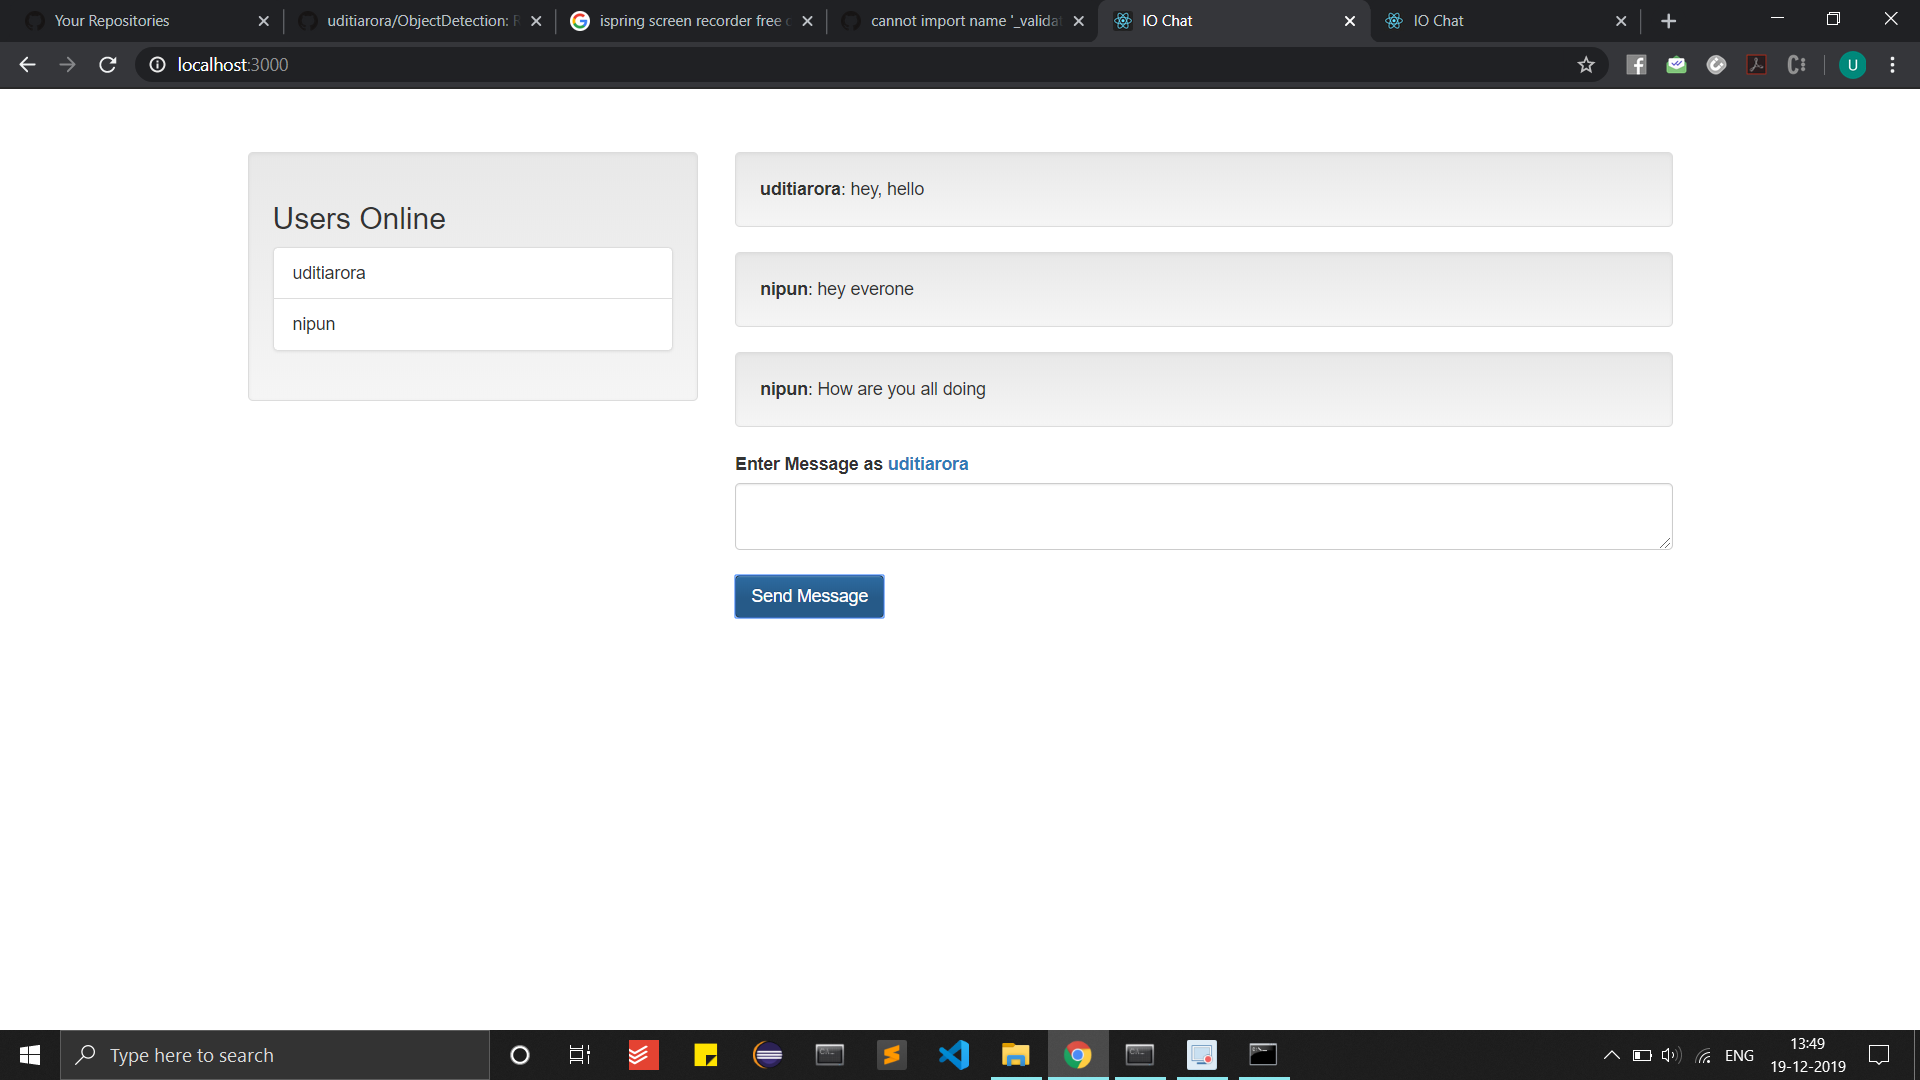 Your Repositories
uditiarora/ObjectDetection: R
ispring screen recorder free
cannot import name '_valida
IO Chat
IO Chat
localhost:3000
U
Users Online
uditiarora
nipun
uditiarora: hey, hello
nipun: hey everone
nipun: How are you all doing
Enter Message as uditiarora
Send Message
Type here to search
ENG
13:49
19-12-2019